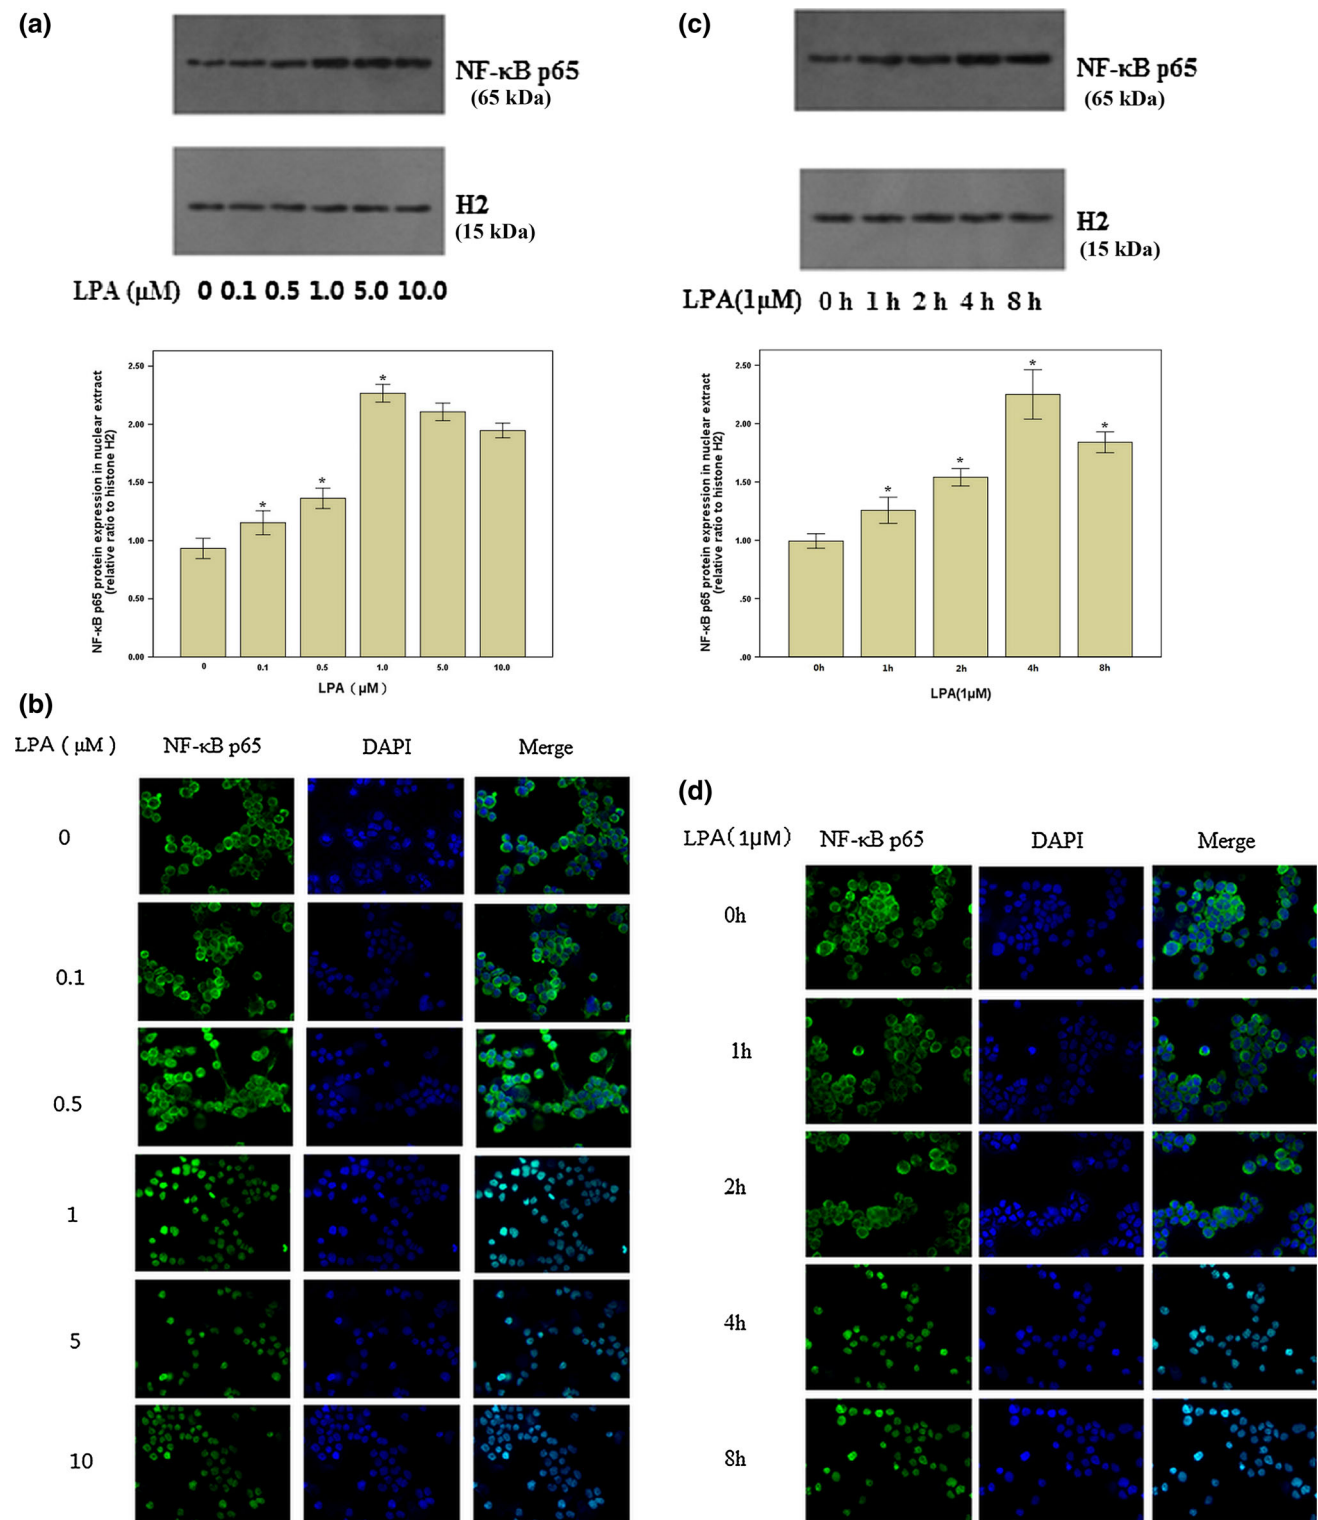 (a)
NF-κB p65
(65 kDa)
H2
(15 kDa)
LPA (µM) 0 0.1 0.5 1.0 5.0 10.0
NF-κB p65 protein expression in nuclear extract
(relative ratio to histone H2)
2.50
2.00
1.50
1.00
0.50
0.00
* * *
0 0.1 0.5 1.0 5.0 10.0
LPA ( µM )
(b)
LPA ( µM ) NF-κB p65 DAPI Merge
0
0.1
0.5
1
5
10
(c)
NF-κB p65
(65 kDa)
H2
(15 kDa)
LPA(1µM) 0 h 1 h 2 h 4 h 8 h
NF-κB p65 protein expression in nuclear extract
(relative ratio to histone H2)
2.50
2.00
1.50
1.00
.50
.00
* * * *
0h 1h 2h 4h 8h
LPA(1µM)
(d)
LPA(1µM) NF-κB p65 DAPI Merge
0h
1h
2h
4h
8h